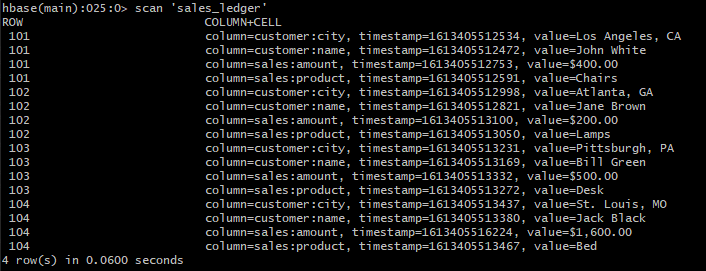 hbase(main):025:0> scan 'sales_ledger'
ROW COLUMN+CELL
101 column=customer:city, timestamp=1613405512534, value=Los Angeles, CA
101 column=customer:name, timestamp=1613405512472, value=John White
101 column=sales:amount, timestamp=1613405512753, value=$400.00
101 column=sales:product, timestamp=1613405512591, value=Chairs
102 column=customer:city, timestamp=1613405512998, value=Atlanta, GA
102 column=customer:name, timestamp=1613405512821, value=Jane Brown
102 column=sales:amount, timestamp=1613405513100, value=$200.00
102 column=sales:product, timestamp=1613405513050, value=Lamps
103 column=customer:city, timestamp=1613405513231, value=Pittsburgh, PA
103 column=customer:name, timestamp=1613405513169, value=Bill Green
103 column=sales:amount, timestamp=1613405513332, value=$500.00
103 column=sales:product, timestamp=1613405513272, value=Desk
104 column=customer:city, timestamp=1613405513437, value=St. Louis, MO
104 column=customer:name, timestamp=1613405513380, value=Jack Black
104 column=sales:amount, timestamp=1613405516224, value=$1,600.00
104 column=sales:product, timestamp=1613405513467, value=Bed
4 row(s) in 0.0600 seconds